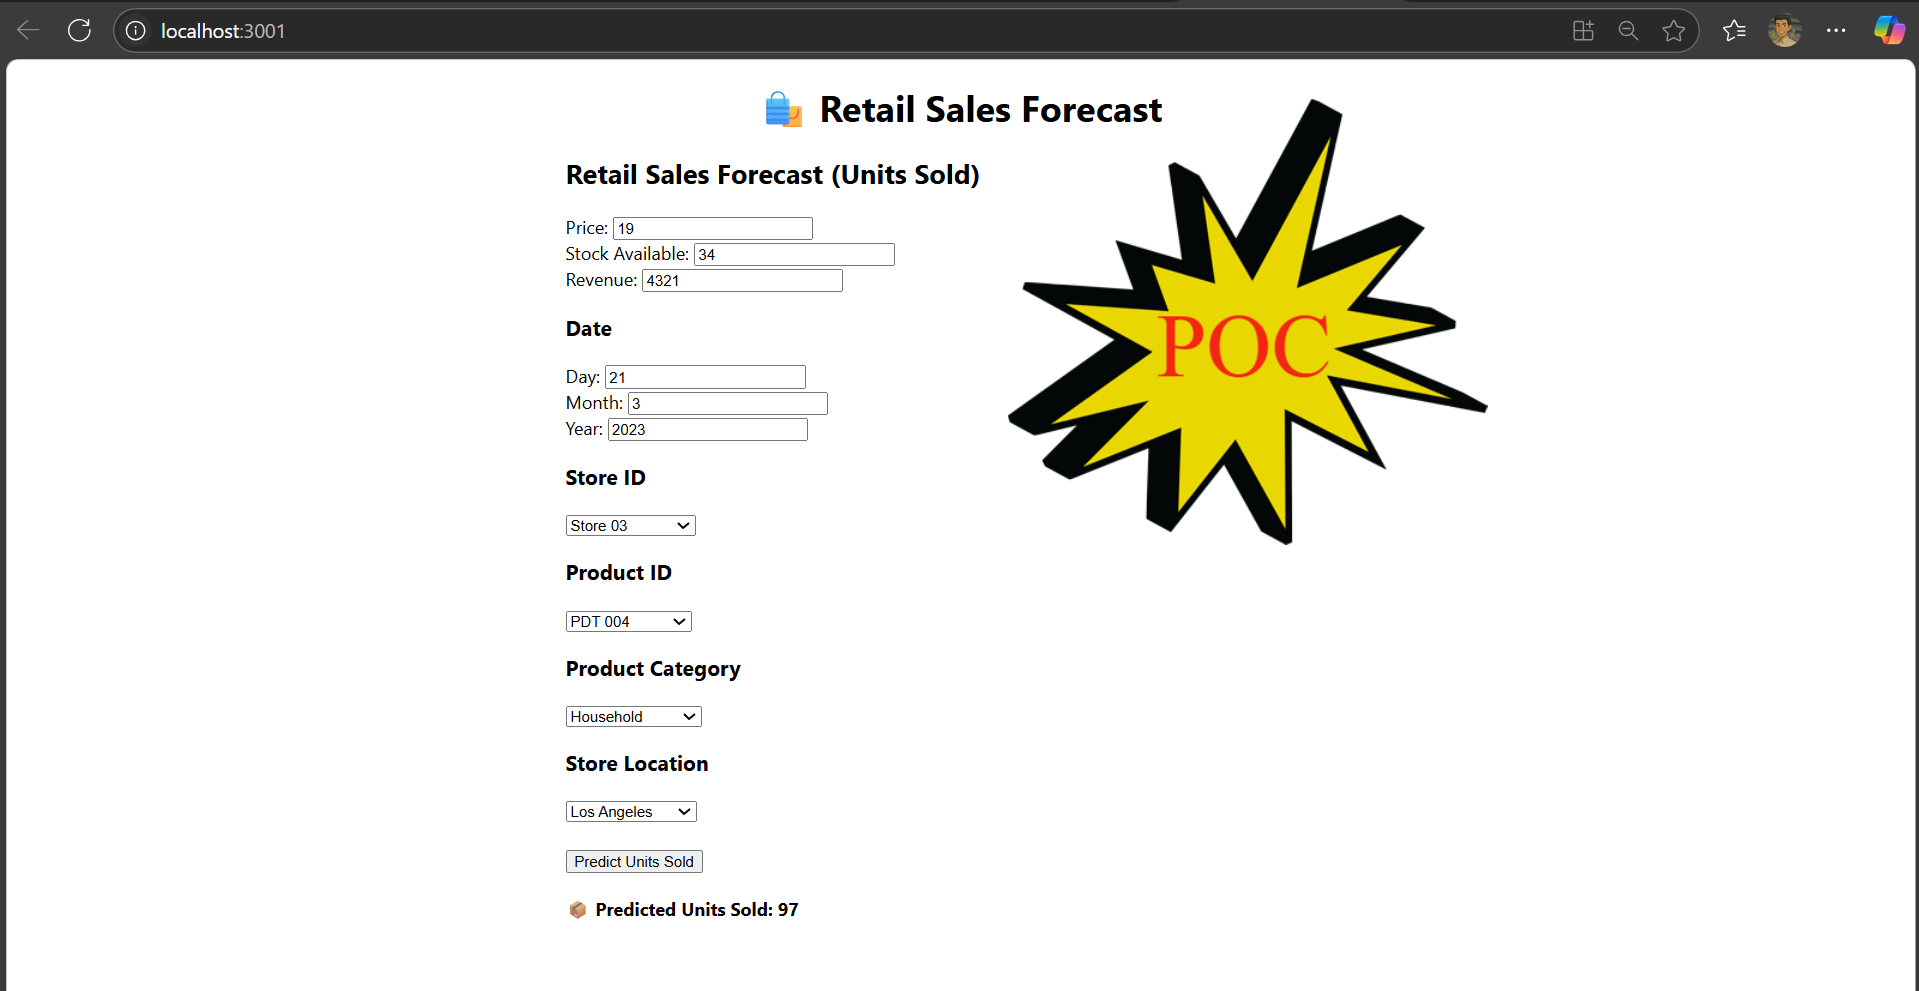 localhost:3001
Retail Sales Forecast
Retail Sales Forecast (Units Sold)
Price: 19
Stock Available: 34
Revenue: 4321
Date
Day: 21
Month: 3
Year: 2023
Store ID
Store 03
Product ID
PDT 004
Product Category
Household
Store Location
Los Angeles
Predict Units Sold
Predicted Units Sold: 97
POC